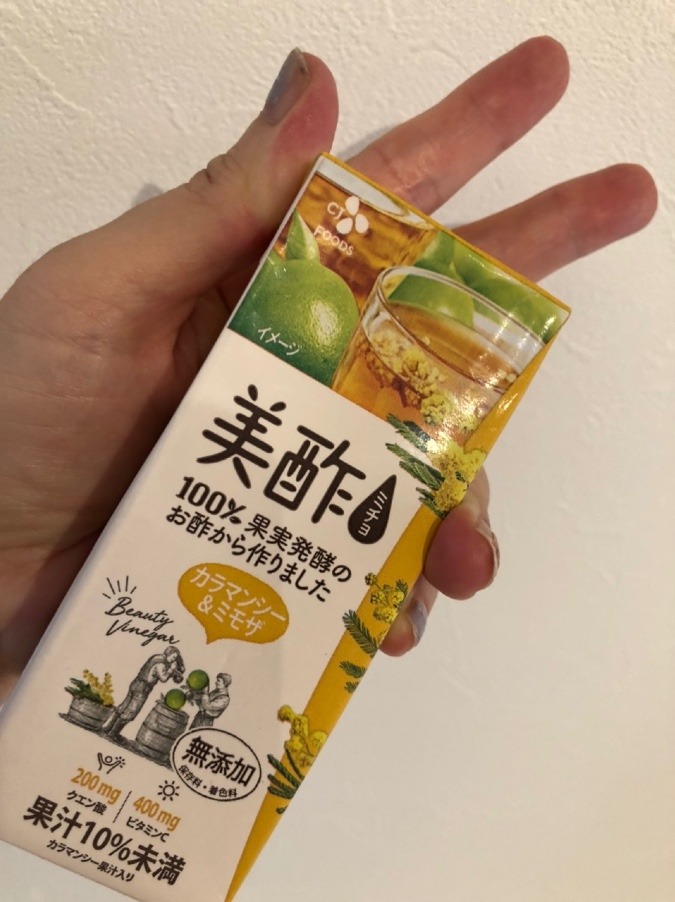 CJ
FOODS
イメージ
美酢
ミチョ
100% 果実発酵の
お酢から作りました
カラマンシー
&ミモザ
Beauty
Vinegar
無添加
保存料・着色料
200mg
クエン酸
400mg
ビタミンC
果汁10%未満
カラマンシー果汁入り